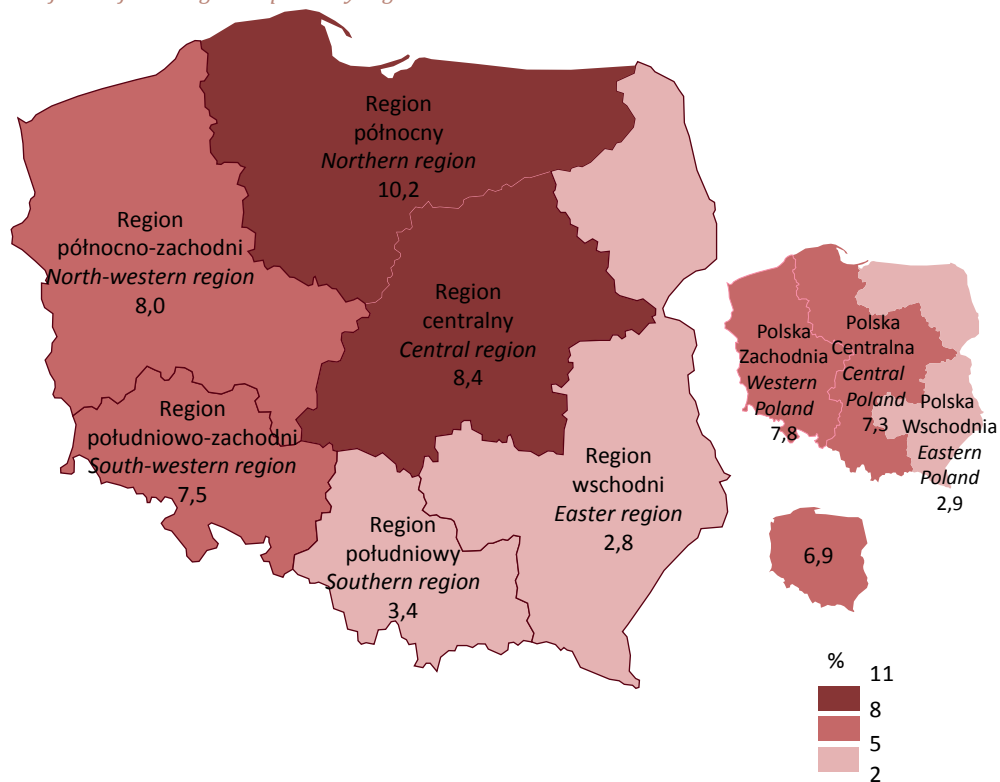 Region
północny
Northern region
10,2
Region
północno-zachodni
North-western region
8,0
Region
centralny
Central region
8,4
Region
południowo-zachodni
South-western region
7,5
Region
wschodni
Easter region
2,8
Region
południowy
Southern region
3,4
Polska
Zachodnia
Western
Poland
7,8
Polska
Centralna
Central
Poland
7,3
Polska
Wschodnia
Eastern
Poland
2,9
6,9
%
11
8
5
2